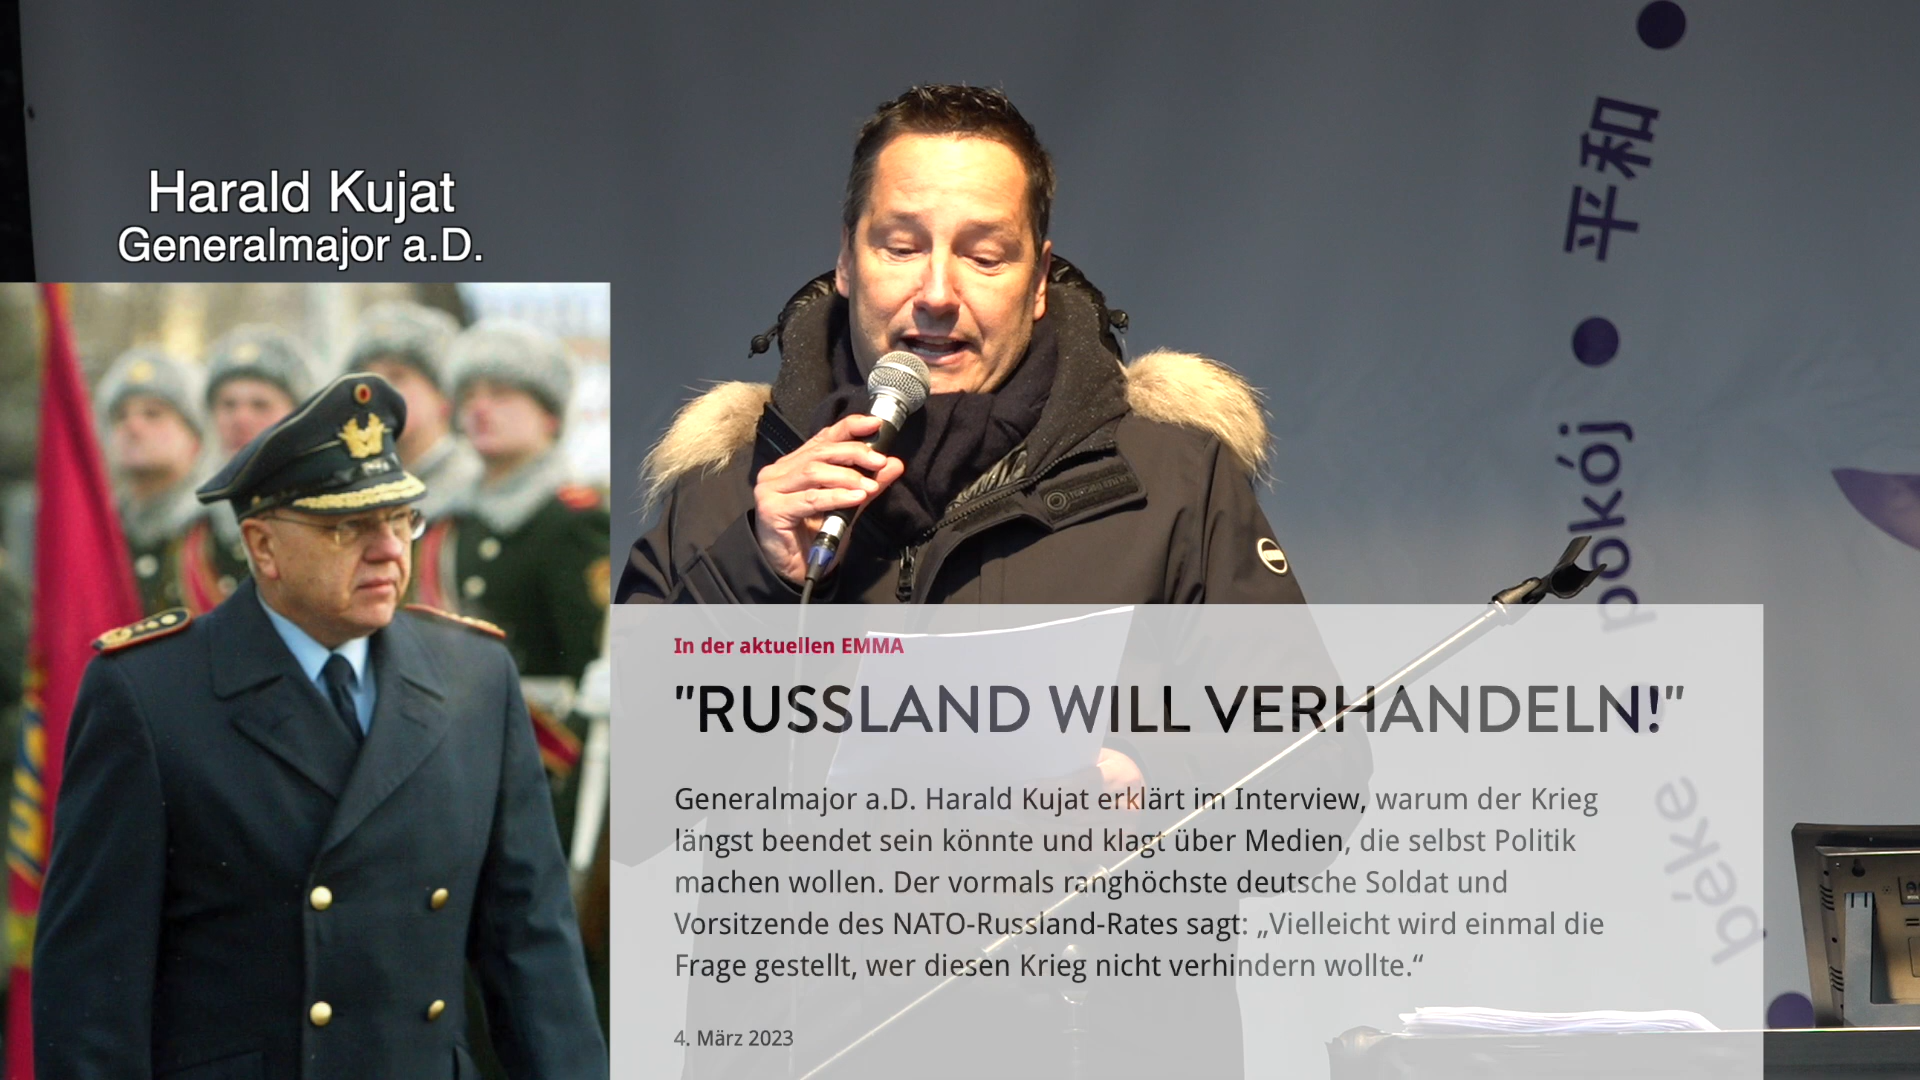 Harald Kujat
Generalmajor a.D.
In der aktuellen EMMA
"RUSSLAND WILL VERHANDELN!"
Generalmajor a.D. Harald Kujat erklärt im Interview, warum der Krieg
längst beendet sein könnte und klagt über Medien, die selbst Politik
machen wollen. Der vormals ranghöchste deutsche Soldat und
Vorsitzende des NATO-Russland-Rates sagt: „Vielleicht wird einmal die
Frage gestellt, wer diesen Krieg nicht verhindern wollte.“
4. März 2023
béke • pokój • 平和 •